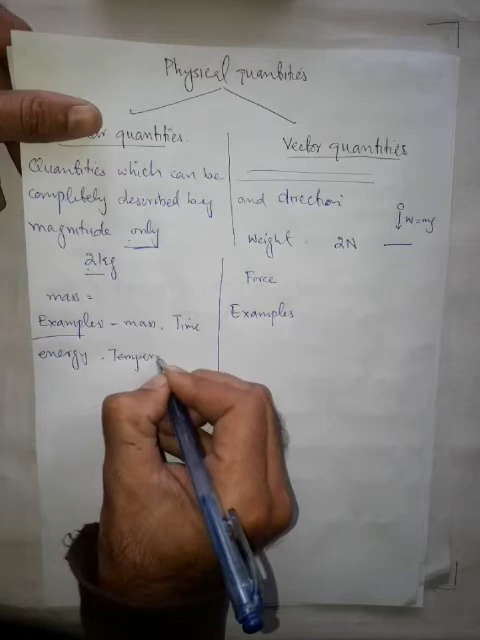 Physical quantities
ar quantities.
Quantities which can be
completely described by
magnitude only
2kg
mass =
Examples - mass, Time
energy, Temper
Vector quantities
and direction
Weight 2N
W=mg
Force
Examples